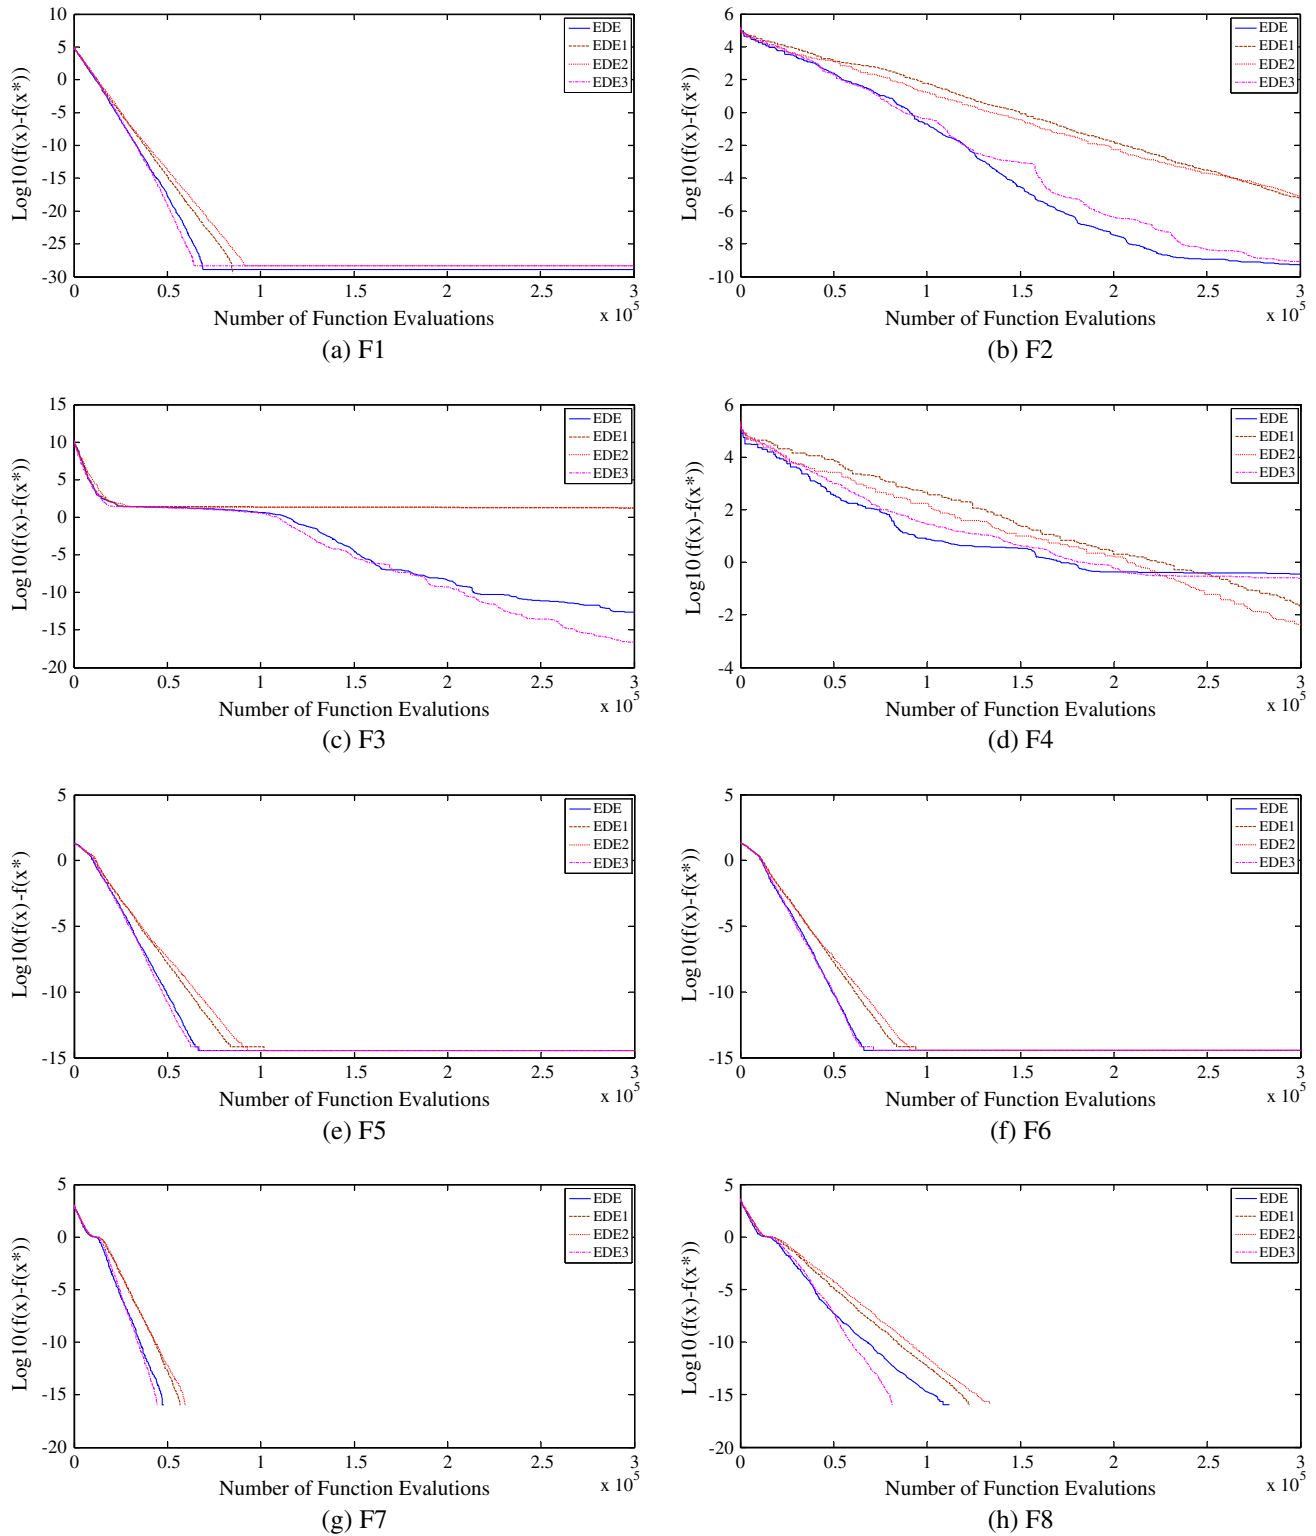 10
5
0
-5
-10
-15
-20
-25
-30
Log10(f(x)-f(x*))
EDE
EDE1
EDE2
EDE3
0 0.5 1 1.5 2 2.5 3
x 10^5
Number of Function Evaluations
(a) F1
6
4
2
0
-2
-4
-6
-8
-10
Log10(f(x)-f(x*))
EDE
EDE1
EDE2
EDE3
0 0.5 1 1.5 2 2.5 3
x 10^5
Number of Function Evalutions
(b) F2
15
10
5
0
-5
-10
-15
-20
Log10(f(x)-f(x*))
EDE
EDE1
EDE2
EDE3
0 0.5 1 1.5 2 2.5 3
x 10^5
Number of Function Evalutions
(c) F3
6
4
2
0
-2
-4
Log10(f(x)-f(x*))
EDE
EDE1
EDE2
EDE3
0 0.5 1 1.5 2 2.5 3
x 10^5
Number of Function Evalutions
(d) F4
5
0
-5
-10
-15
Log10(f(x)-f(x*)
EDE
EDE1
EDE2
EDE3
0 0.5 1 1.5 2 2.5 3
x 10^5
Number of Function Evalutions
(e) F5
5
0
-5
-10
-15
Log10(f(x)-f(x*))
EDE
EDE1
EDE2
EDE3
0 0.5 1 1.5 2 2.5 3
x 10^5
Number of Function Evalutions
(f) F6
5
0
-5
-10
-15
-20
Log10(f(x)-f(x*))
EDE
EDE1
EDE2
EDE3
0 0.5 1 1.5 2 2.5 3
x 10^5
Number of Function Evalutions
(g) F7
5
0
-5
-10
-15
-20
Log10(f(x)-f(x*))
EDE
EDE1
EDE2
EDE3
0 0.5 1 1.5 2 2.5 3
x 10^5
Number of Function Evalutions
(h) F8